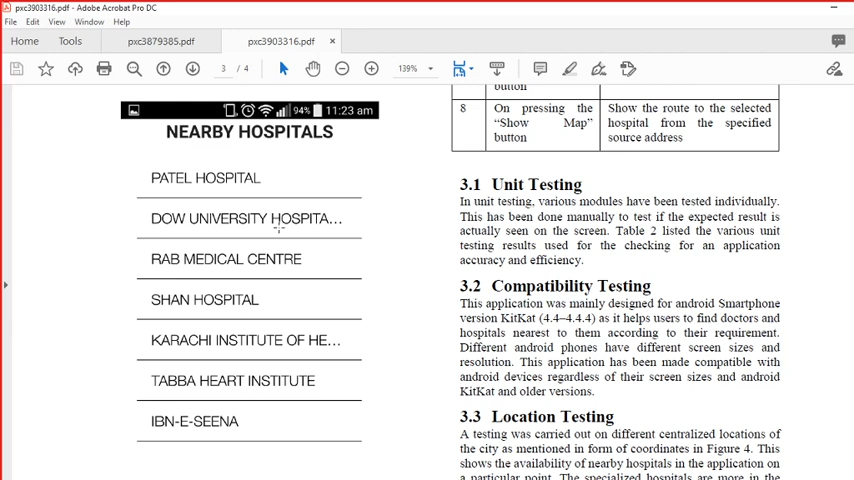 pxc3903316.pdf - Adobe Acrobat Pro DC
File Edit View Window Help
Home Tools pxc3879385.pdf pxc3903316.pdf ×
3 / 4 139%
94% 11:23 am
NEARBY HOSPITALS
PATEL HOSPITAL
DOW UNIVERSITY HOSPITA...
RAB MEDICAL CENTRE
SHAN HOSPITAL
KARACHI INSTITUTE OF HE...
TABBA HEART INSTITUTE
IBN-E-SEENA
button
8 On pressing the Show the route to the selected
“Show Map” hospital from the specified
button source address
3.1 Unit Testing
In unit testing, various modules have been tested individually.
This has been done manually to test if the expected result is
actually seen on the screen. Table 2 listed the various unit
testing results used for the checking for an application
accuracy and efficiency.
3.2 Compatibility Testing
This application was mainly designed for android Smartphone
version KitKat (4.4–4.4.4) as it helps users to find doctors and
hospitals nearest to them according to their requirement.
Different android phones have different screen sizes and
resolution. This application has been made compatible with
android devices regardless of their screen sizes and android
KitKat and older versions.
3.3 Location Testing
A testing was carried out on different centralized locations of
the city as mentioned in form of coordinates in Figure 4. This
shows the availability of nearby hospitals in the application on
a particular point. The specialized hospitals are more in the